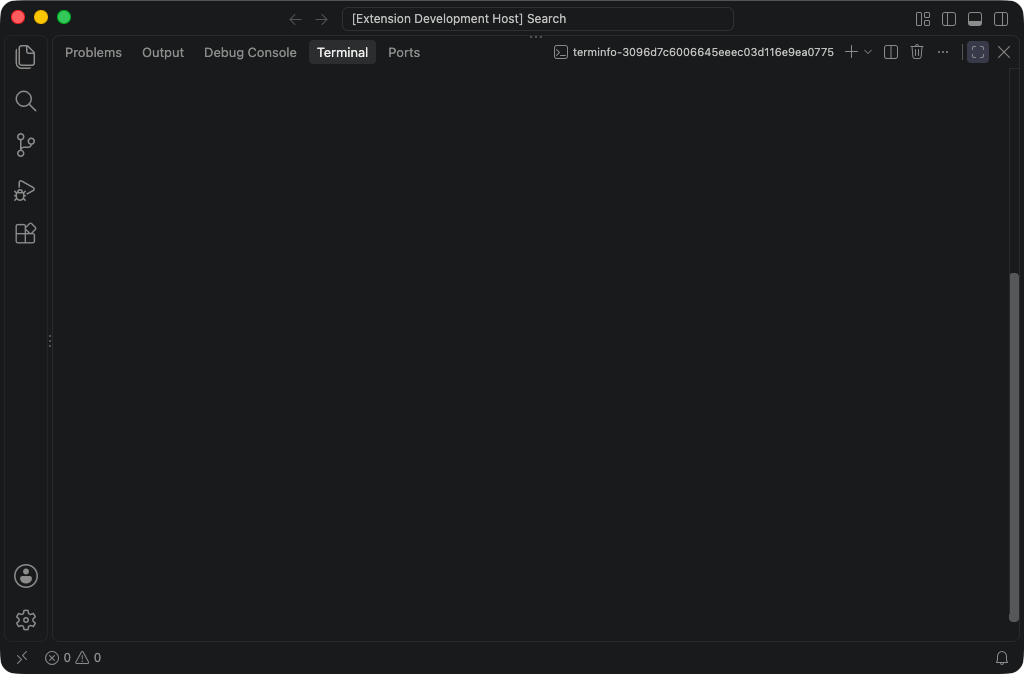 [Extension Development Host] Search
Problems Output Debug Console Terminal Ports terminfo-3096d7c6006645eeec03d116e9ea0775
0 0